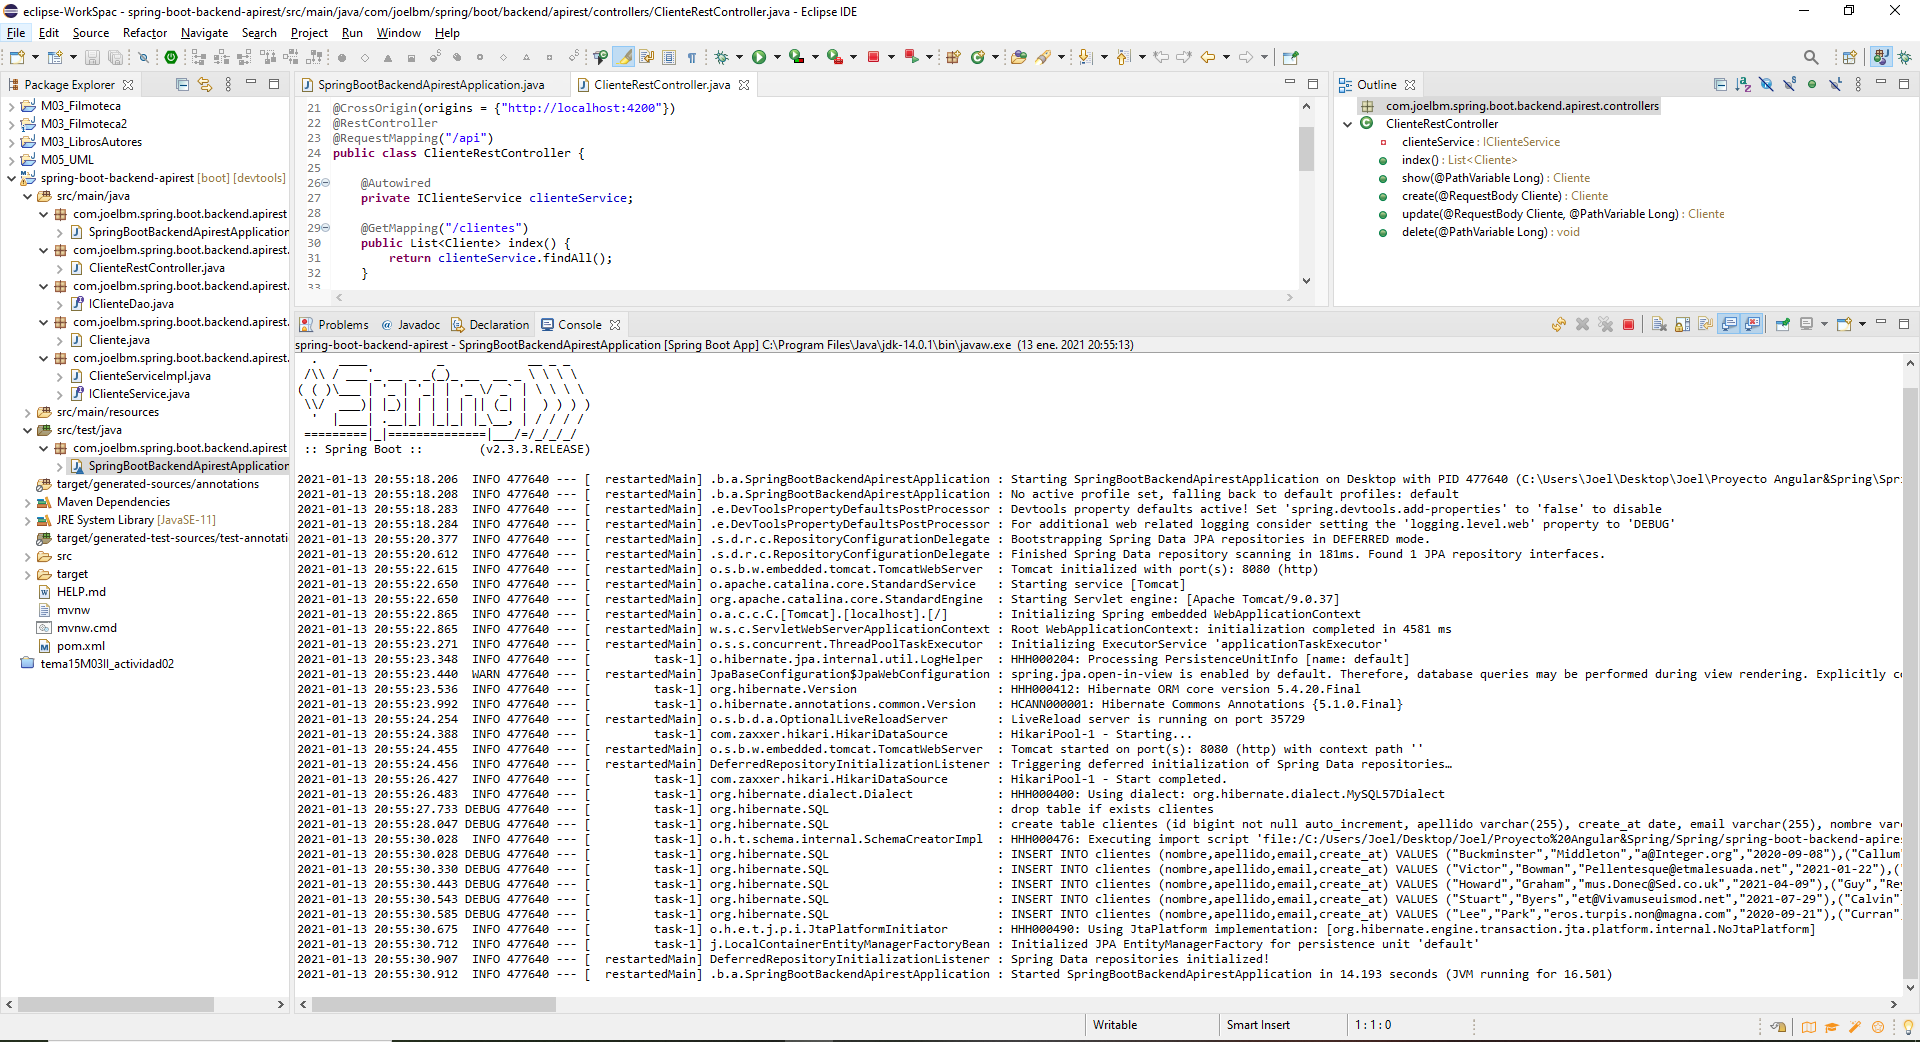 eclipse-WorkSpac - spring-boot-backend-apirest/src/main/java/com/joelbm/spring/boot/backend/apirest/controllers/ClienteRestController.java - Eclipse IDE
File Edit Source Refactor Navigate Search Project Run Window Help
Package Explorer
M03_Filmoteca
M03_Filmoteca2
M03_LibrosAutores
M05_UML
spring-boot-backend-apirest [boot] [devtools]
src/main/java
com.joelbm.spring.boot.backend.apirest
SpringBootBackendApirestApplication
com.joelbm.spring.boot.backend.apirest.
ClienteRestController.java
com.joelbm.spring.boot.backend.apirest.
IClienteDao.java
com.joelbm.spring.boot.backend.apirest.
Cliente.java
com.joelbm.spring.boot.backend.apirest.
ClienteServiceImpl.java
IClienteService.java
src/main/resources
src/test/java
com.joelbm.spring.boot.backend.apirest
SpringBootBackendApirestApplication
target/generated-sources/annotations
Maven Dependencies
JRE System Library [JavaSE-11]
target/generated-test-sources/test-annotati
src
target
HELP.md
mvnw
mvnw.cmd
pom.xml
tema15M03II_actividad02
SpringBootBackendApirestApplication.java ClienteRestController.java
21 @CrossOrigin(origins = {"http://localhost:4200"})
22 @RestController
23 @RequestMapping("/api")
24 public class ClienteRestController {
25
26 @Autowired
27 private IClienteService clienteService;
28
29 @GetMapping("/clientes")
30 public List<Cliente> index() {
31 return clienteService.findAll();
32 }
33
Outline
com.joelbm.spring.boot.backend.apirest.controllers
ClienteRestController
clienteService : IClienteService
index() : List<Cliente>
show(@PathVariable Long) : Cliente
create(@RequestBody Cliente) : Cliente
update(@RequestBody Cliente, @PathVariable Long) : Cliente
delete(@PathVariable Long) : void
Problems @ Javadoc Declaration Console
spring-boot-backend-apirest - SpringBootBackendApirestApplication [Spring Boot App] C:\Program Files\Java\jdk-14.0.1\bin\javaw.exe (13 ene. 2021 20:55:13)
Spring
:: Spring Boot :: (v2.3.3.RELEASE)
2021-01-13 20:55:18.206 INFO 477640 --- [ restartedMain] .b.a.SpringBootBackendApirestApplication : Starting SpringBootBackendApirestApplication on Desktop with PID 477640 (C:\Users\Joel\Desktop\Joel\Proyecto Angular&Spring\Spr
2021-01-13 20:55:18.208 INFO 477640 --- [ restartedMain] .b.a.SpringBootBackendApirestApplication : No active profile set, falling back to default profiles: default
2021-01-13 20:55:18.283 INFO 477640 --- [ restartedMain] .e.DevToolsPropertyDefaultsPostProcessor : Devtools property defaults active! Set 'spring.devtools.add-properties' to 'false' to disable
2021-01-13 20:55:18.284 INFO 477640 --- [ restartedMain] .e.DevToolsPropertyDefaultsPostProcessor : For additional web related logging consider setting the 'logging.level.web' property to 'DEBUG'
2021-01-13 20:55:20.377 INFO 477640 --- [ restartedMain] .s.d.r.c.RepositoryConfigurationDelegate : Bootstrapping Spring Data JPA repositories in DEFERRED mode.
2021-01-13 20:55:20.612 INFO 477640 --- [ restartedMain] .s.d.r.c.RepositoryConfigurationDelegate : Finished Spring Data repository scanning in 181ms. Found 1 JPA repository interfaces.
2021-01-13 20:55:22.615 INFO 477640 --- [ restartedMain] o.s.b.w.embedded.tomcat.TomcatWebServer : Tomcat initialized with port(s): 8080 (http)
2021-01-13 20:55:22.650 INFO 477640 --- [ restartedMain] o.apache.catalina.core.StandardService : Starting service [Tomcat]
2021-01-13 20:55:22.650 INFO 477640 --- [ restartedMain] org.apache.catalina.core.StandardEngine : Starting Servlet engine: [Apache Tomcat/9.0.37]
2021-01-13 20:55:22.865 INFO 477640 --- [ restartedMain] o.a.c.c.C.[Tomcat].[localhost].[/] : Initializing Spring embedded WebApplicationContext
2021-01-13 20:55:22.865 INFO 477640 --- [ restartedMain] w.s.c.ServletWebServerApplicationContext : Root WebApplicationContext: initialization completed in 4581 ms
2021-01-13 20:55:23.271 INFO 477640 --- [ restartedMain] o.s.s.concurrent.ThreadPoolTaskExecutor : Initializing ExecutorService 'applicationTaskExecutor'
2021-01-13 20:55:23.348 INFO 477640 --- [ task-1] o.hibernate.jpa.internal.util.LogHelper : HHH000204: Processing PersistenceUnitInfo [name: default]
2021-01-13 20:55:23.440 WARN 477640 --- [ restartedMain] JpaBaseConfiguration$JpaWebConfiguration : spring.jpa.open-in-view is enabled by default. Therefore, database queries may be performed during view rendering. Explicitly co
2021-01-13 20:55:23.536 INFO 477640 --- [ task-1] org.hibernate.Version : HHH000412: Hibernate ORM core version 5.4.20.Final
2021-01-13 20:55:23.992 INFO 477640 --- [ task-1] o.hibernate.annotations.common.Version : HCANN000001: Hibernate Commons Annotations {5.1.0.Final}
2021-01-13 20:55:24.254 INFO 477640 --- [ restartedMain] o.s.b.d.a.OptionalLiveReloadServer : LiveReload server is running on port 35729
2021-01-13 20:55:24.388 INFO 477640 --- [ task-1] com.zaxxer.hikari.HikariDataSource : HikariPool-1 - Starting...
2021-01-13 20:55:24.455 INFO 477640 --- [ restartedMain] o.s.b.w.embedded.tomcat.TomcatWebServer : Tomcat started on port(s): 8080 (http) with context path ''
2021-01-13 20:55:24.456 INFO 477640 --- [ restartedMain] DeferredRepositoryInitializationListener : Triggering deferred initialization of Spring Data repositories…
2021-01-13 20:55:26.427 INFO 477640 --- [ task-1] com.zaxxer.hikari.HikariDataSource : HikariPool-1 - Start completed.
2021-01-13 20:55:26.483 INFO 477640 --- [ task-1] org.hibernate.dialect.Dialect : HHH000400: Using dialect: org.hibernate.dialect.MySQL57Dialect
2021-01-13 20:55:27.733 DEBUG 477640 --- [ task-1] org.hibernate.SQL : drop table if exists clientes
2021-01-13 20:55:28.047 DEBUG 477640 --- [ task-1] org.hibernate.SQL : create table clientes (id bigint not null auto_increment, apellido varchar(255), create_at date, email varchar(255), nombre varc
2021-01-13 20:55:30.028 INFO 477640 --- [ task-1] o.h.t.schema.internal.SchemaCreatorImpl : HHH000476: Executing import script 'file:/C:/Users/Joel/Desktop/Joel/Proyecto%20Angular&Spring/Spring/spring-boot-backend-apires
2021-01-13 20:55:30.028 DEBUG 477640 --- [ task-1] org.hibernate.SQL : INSERT INTO clientes (nombre,apellido,email,create_at) VALUES ("Buckminster","Middleton","a@Integer.org","2020-09-08"),("Callum"
2021-01-13 20:55:30.330 DEBUG 477640 --- [ task-1] org.hibernate.SQL : INSERT INTO clientes (nombre,apellido,email,create_at) VALUES ("Victor","Bowman","Pellentesque@etmalesuada.net","2021-01-22"),(
2021-01-13 20:55:30.443 DEBUG 477640 --- [ task-1] org.hibernate.SQL : INSERT INTO clientes (nombre,apellido,email,create_at) VALUES ("Howard","Graham","mus.Donec@Sed.co.uk","2021-04-09"),("Guy","Rey
2021-01-13 20:55:30.543 DEBUG 477640 --- [ task-1] org.hibernate.SQL : INSERT INTO clientes (nombre,apellido,email,create_at) VALUES ("Stuart","Byers","et@Vivamuseuismod.net","2021-07-29"),("Calvin"
2021-01-13 20:55:30.585 DEBUG 477640 --- [ task-1] org.hibernate.SQL : INSERT INTO clientes (nombre,apellido,email,create_at) VALUES ("Lee","Park","eros.turpis.non@magna.com","2020-09-21"),("Curran"
2021-01-13 20:55:30.675 INFO 477640 --- [ task-1] o.h.e.t.j.p.i.JtaPlatformInitiator : HHH000490: Using JtaPlatform implementation: [org.hibernate.engine.transaction.jta.platform.internal.NoJtaPlatform]
2021-01-13 20:55:30.712 INFO 477640 --- [ task-1] j.LocalContainerEntityManagerFactoryBean : Initialized JPA EntityManagerFactory for persistence unit 'default'
2021-01-13 20:55:30.907 INFO 477640 --- [ restartedMain] DeferredRepositoryInitializationListener : Spring Data repositories initialized!
2021-01-13 20:55:30.912 INFO 477640 --- [ restartedMain] .b.a.SpringBootBackendApirestApplication : Started SpringBootBackendApirestApplication in 14.193 seconds (JVM running for 16.501)
Writable Smart Insert 1 : 1 : 0